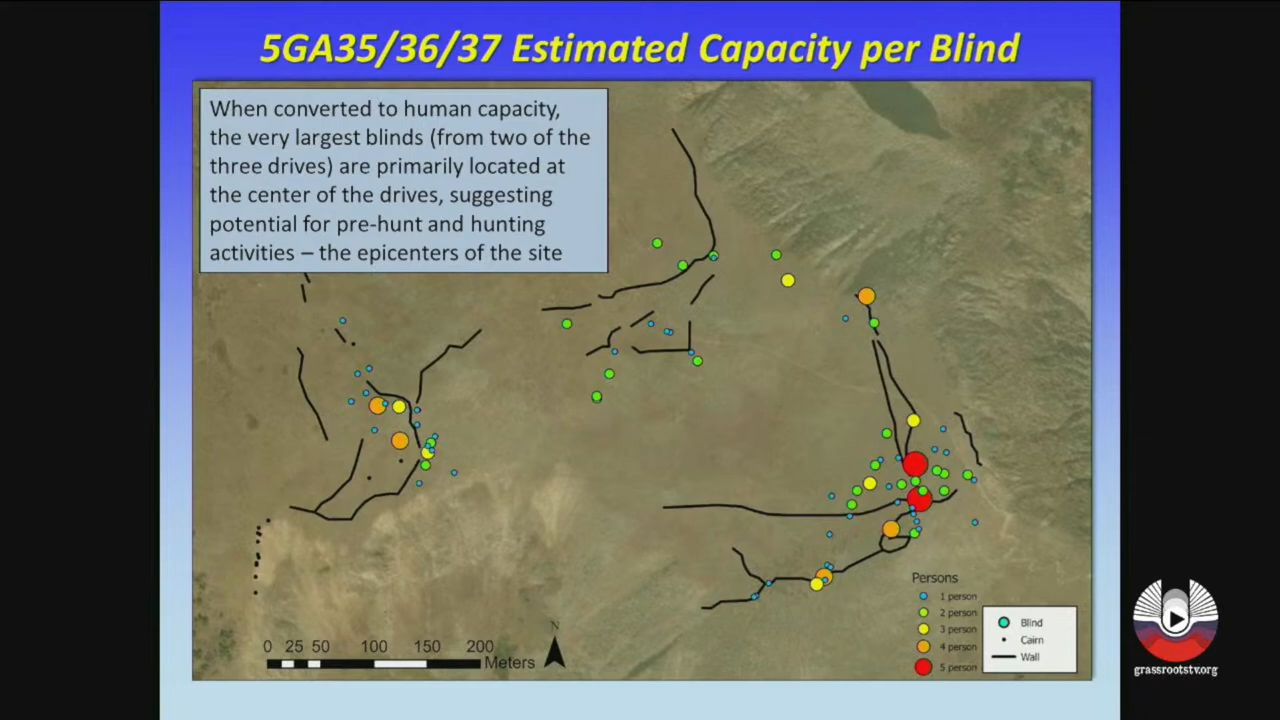 5GA35/36/37 Estimated Capacity per Blind
When converted to human capacity,
the very largest blinds (from two of the
three drives) are primarily located at
the center of the drives, suggesting
potential for pre-hunt and hunting
activities – the epicenters of the site
Persons
1 person
2 person
3 person
4 person
5 person
Blind
Cairn
Wall
N
0 25 50 100 150 200
Meters
grassrootstv.org